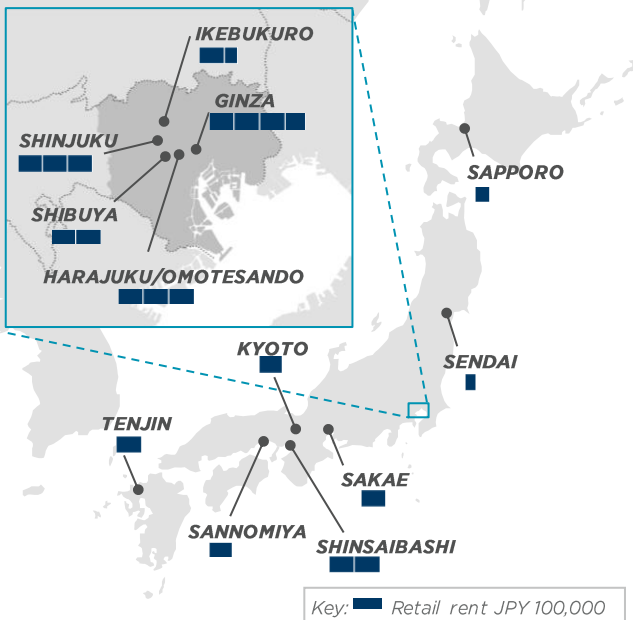 IKEBUKURO
GINZA
SHINJUKU
SHIBUYA
HARAJUKU/OMOTESANDO
SAPPORO
SENDAI
KYOTO
TENJIN
SAKAE
SANNOMIYA
SHINSAIBASHI
Key: Retail rent JPY 100,000